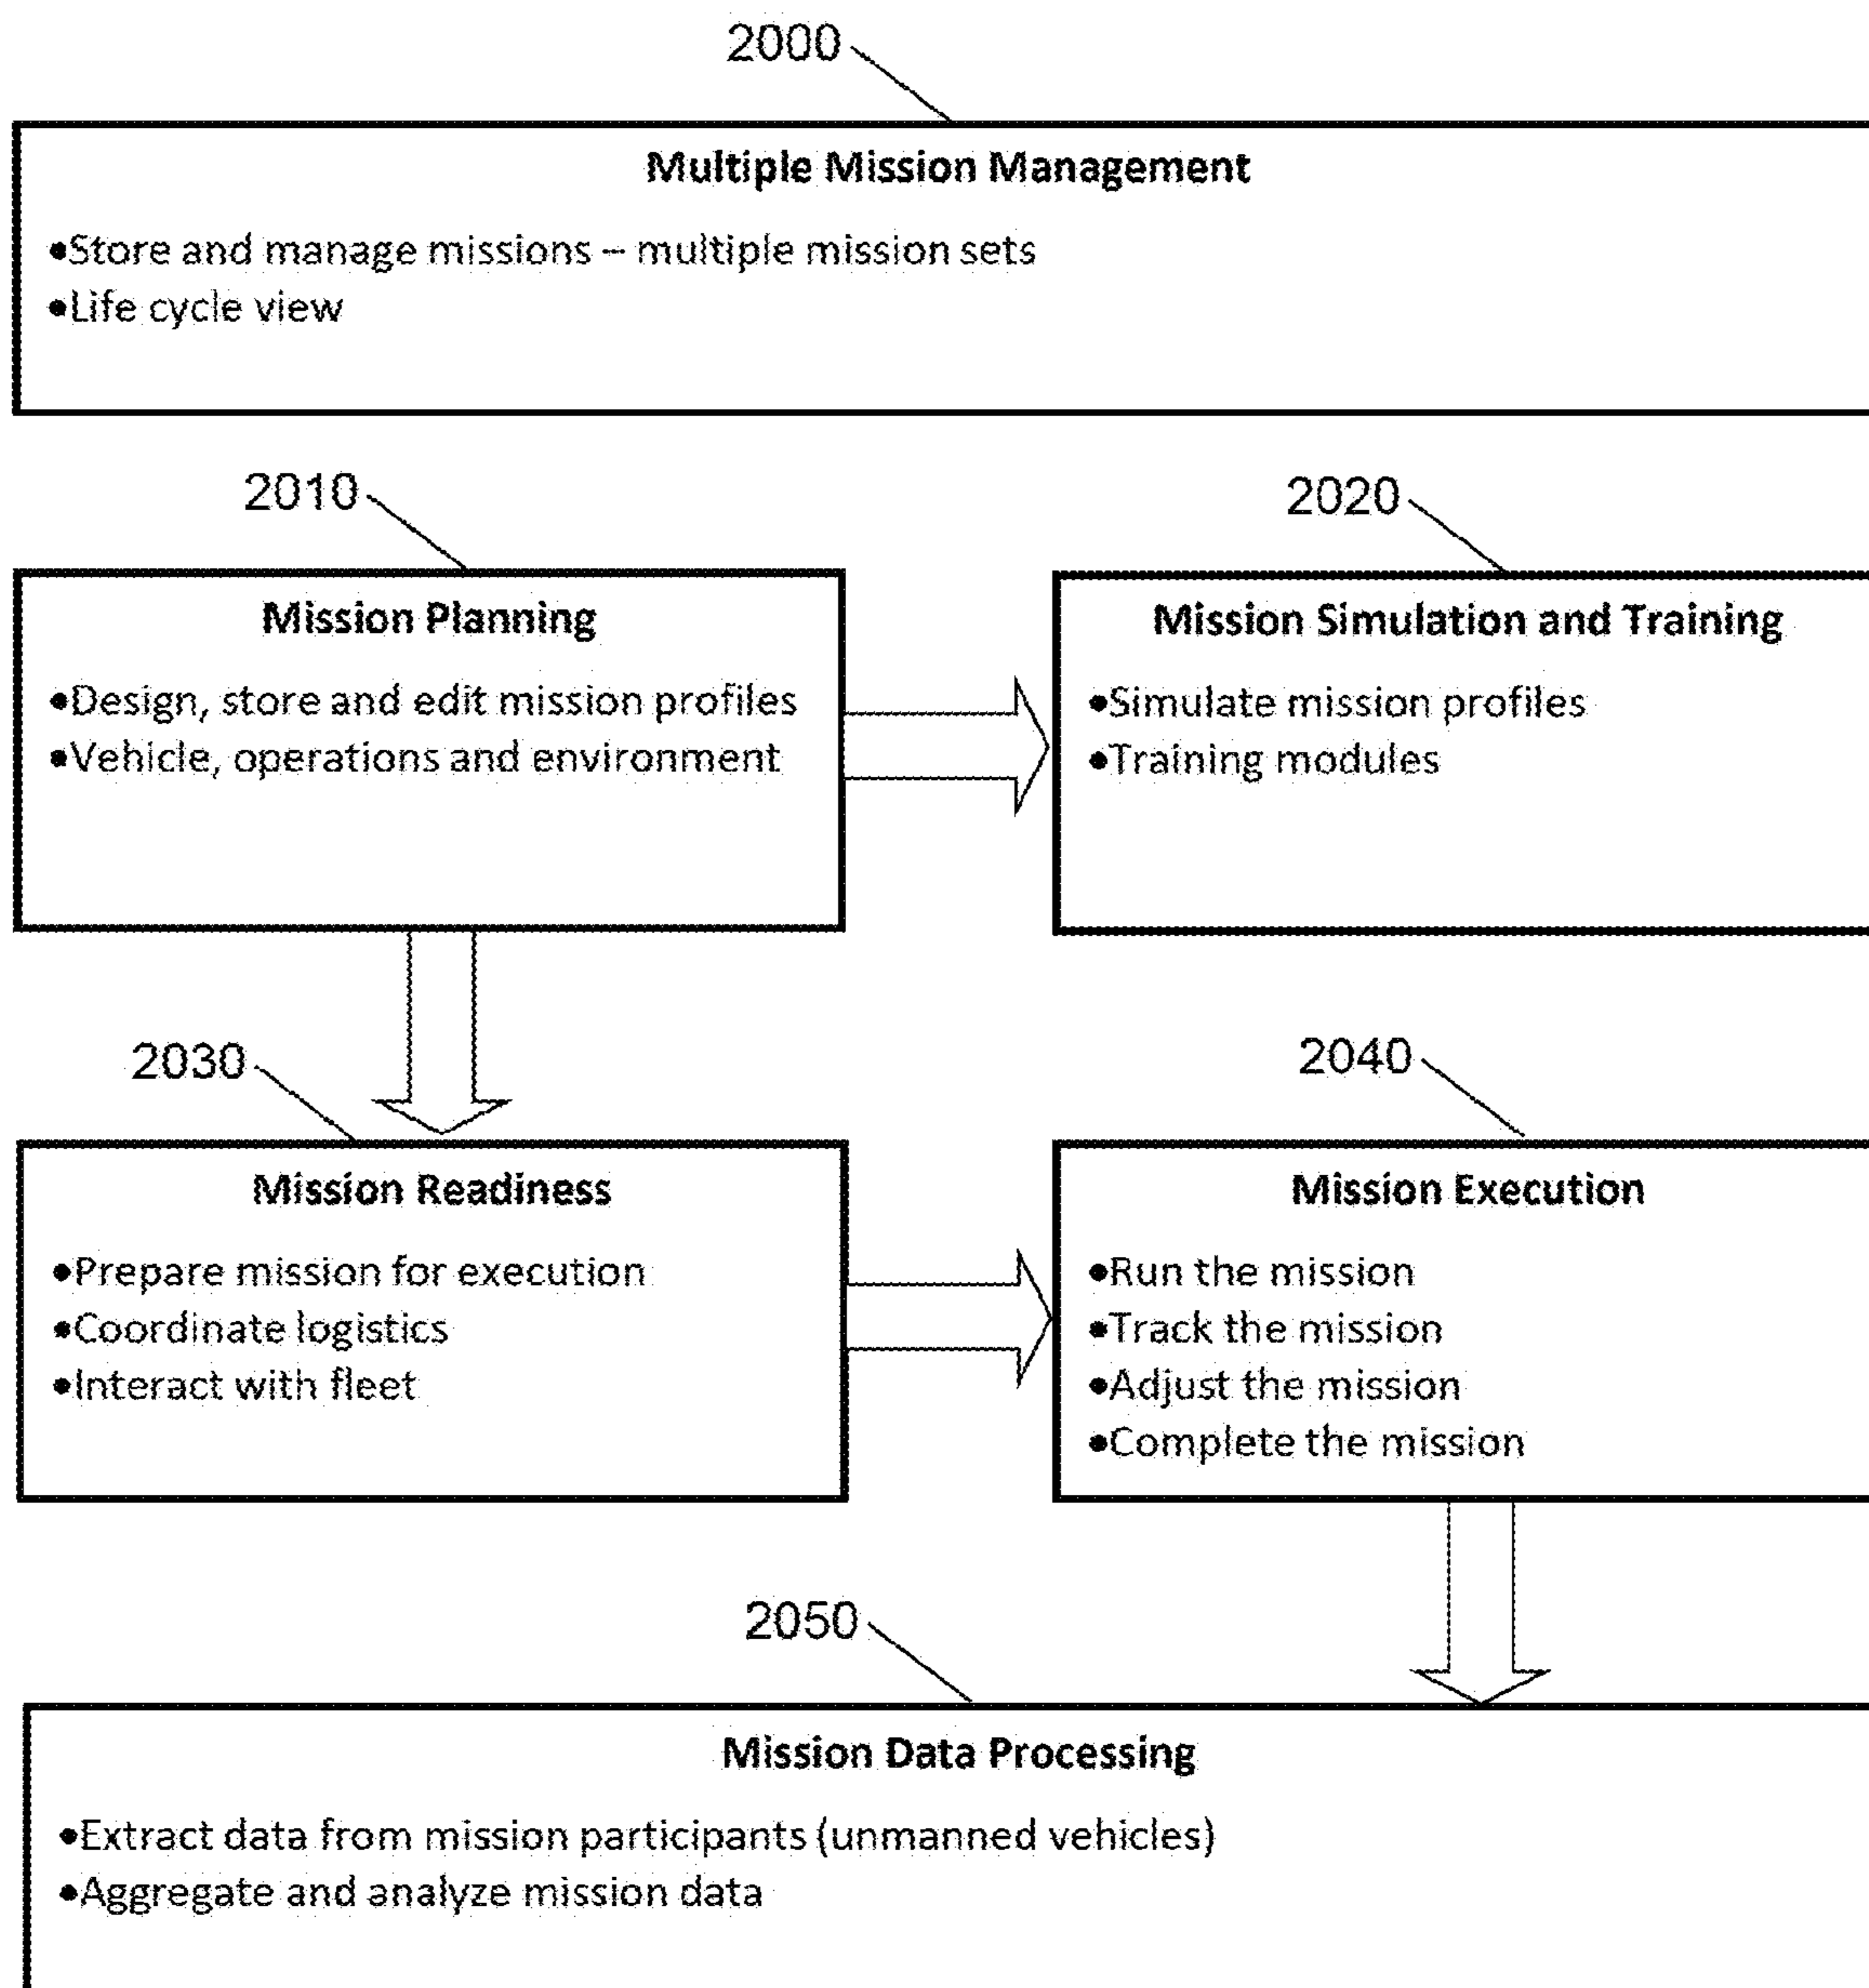 2000
Multiple Mission Management
•Store and manage missions – multiple mission sets
•Life cycle view
2010
Mission Planning
•Design, store and edit mission profiles
•Vehicle, operations and environment
2020
Mission Simulation and Training
•Simulate mission profiles
•Training modules
2030
Mission Readiness
•Prepare mission for execution
•Coordinate logistics
•Interact with fleet
2040
Mission Execution
•Run the mission
•Track the mission
•Adjust the mission
•Complete the mission
2050
Mission Data Processing
•Extract data from mission participants (unmanned vehicles)
•Aggregate and analyze mission data